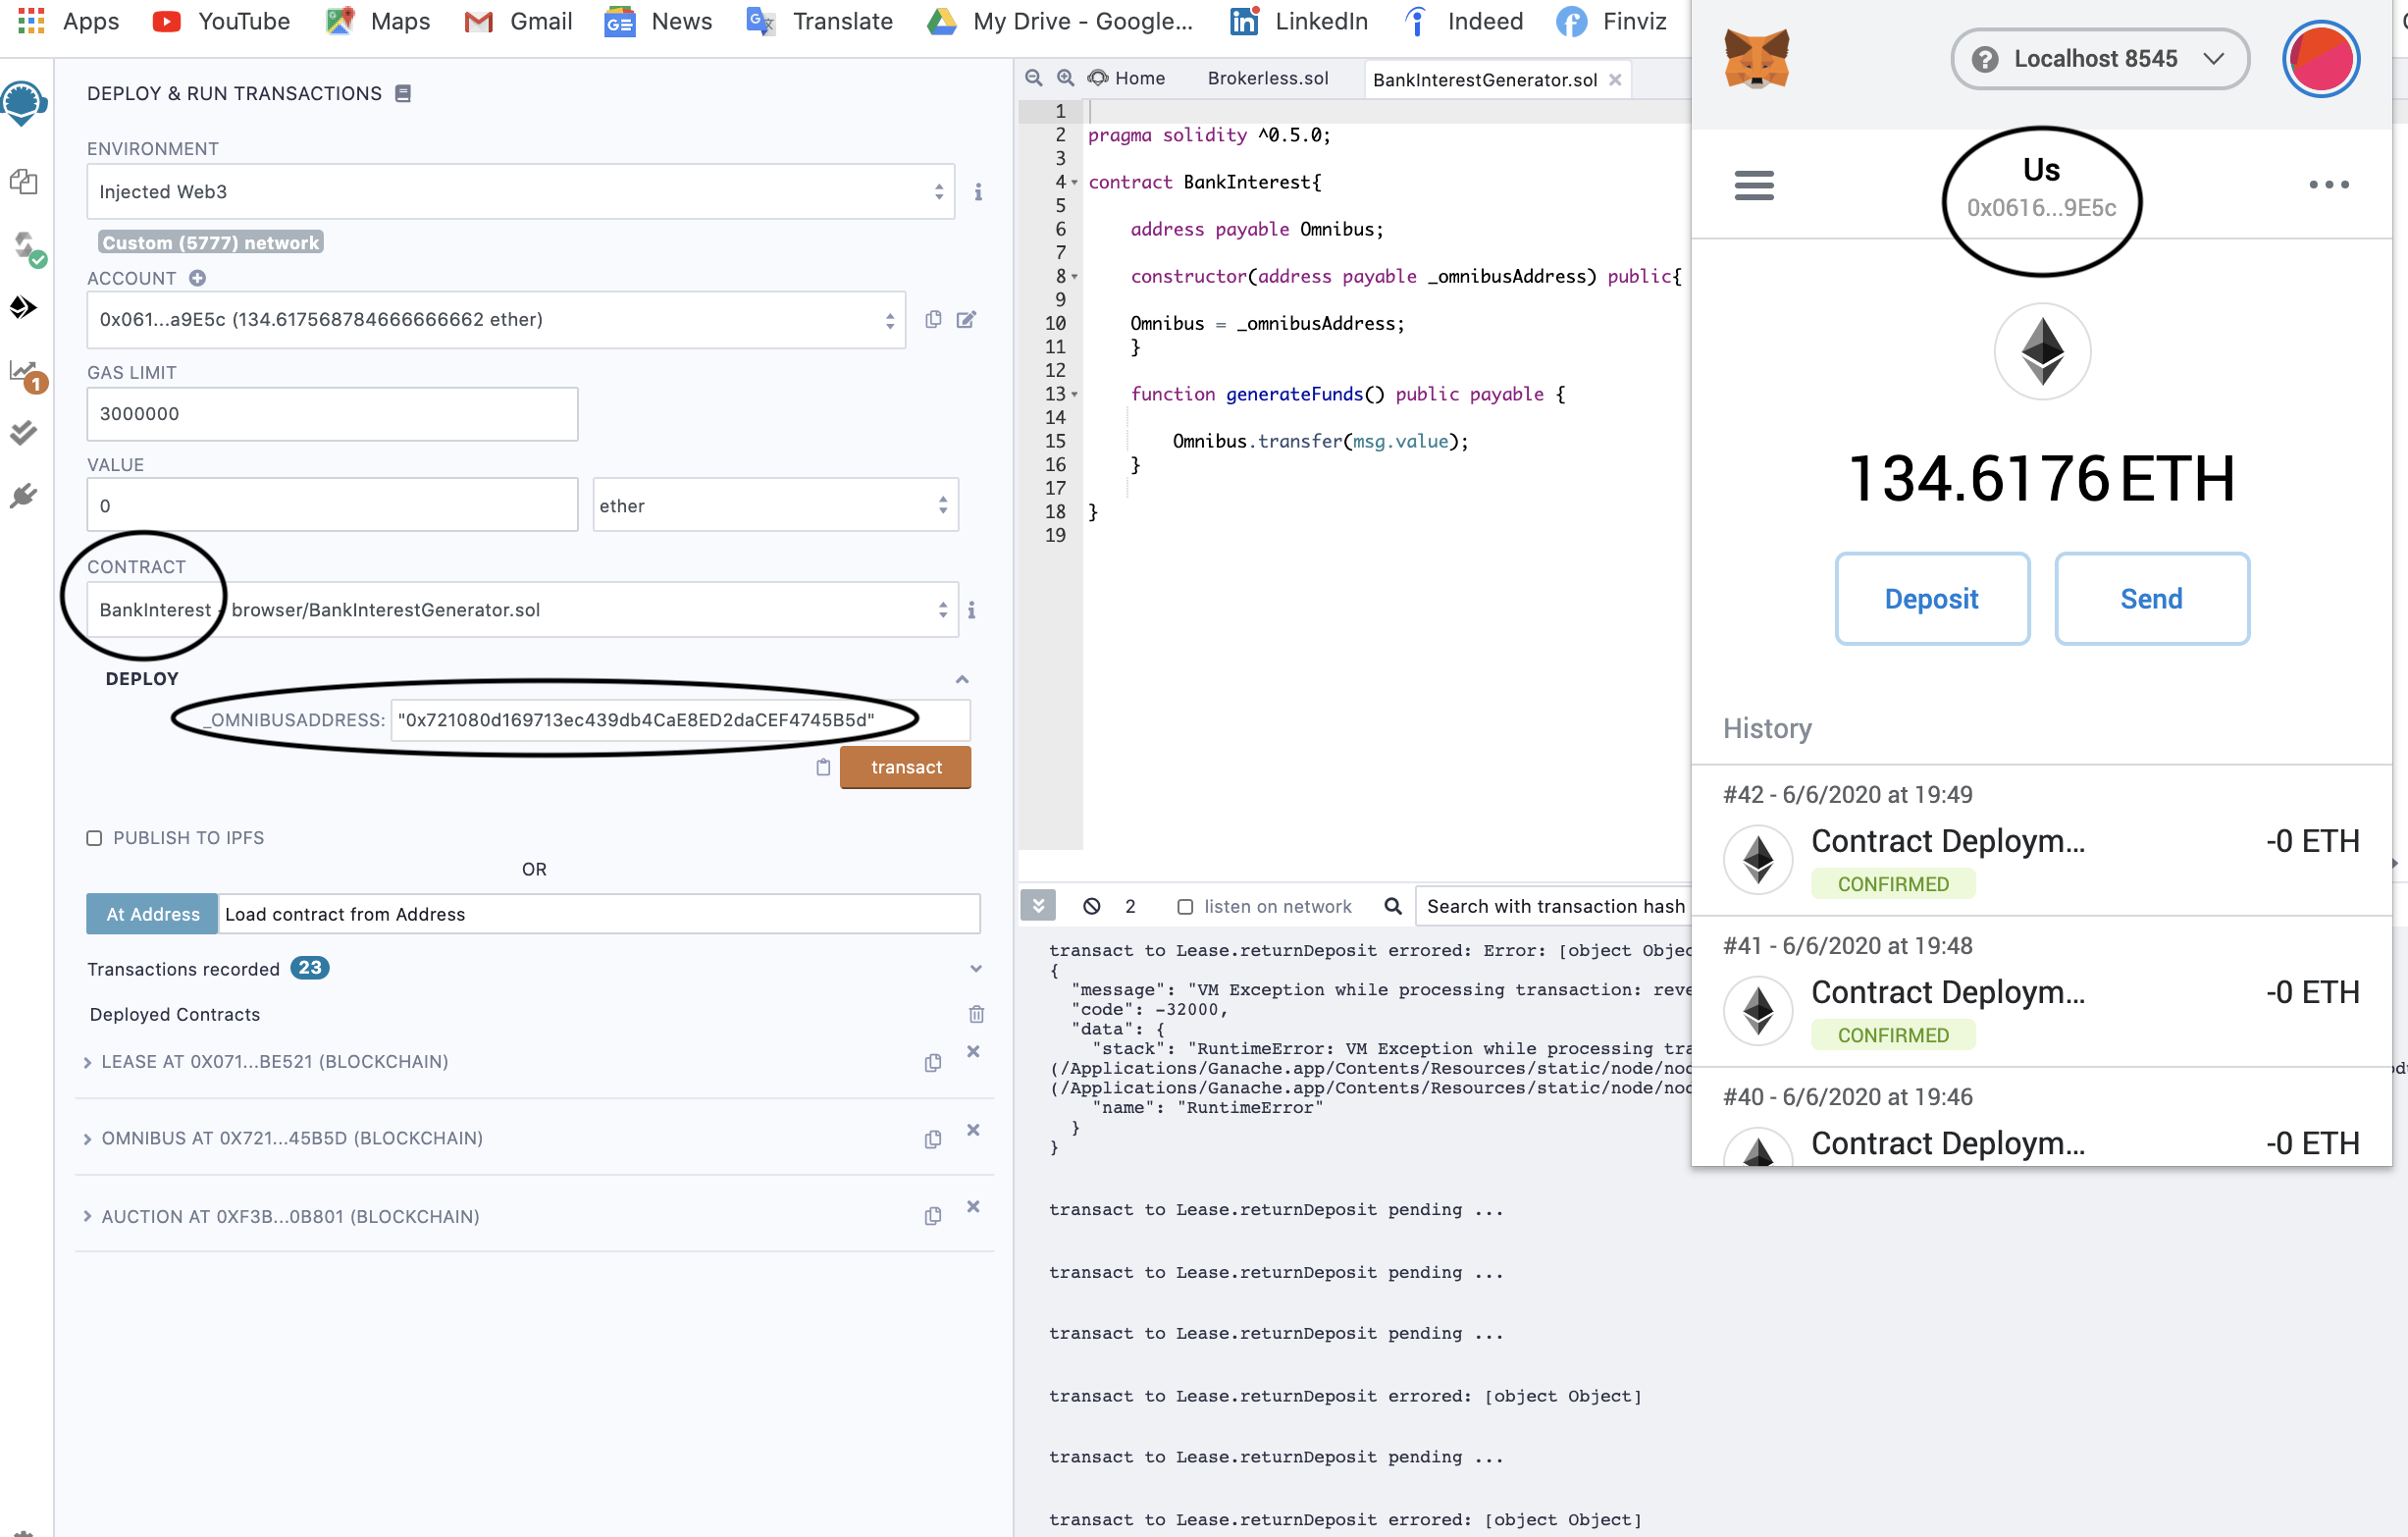 Apps YouTube Maps Gmail News Translate My Drive - Google... LinkedIn Indeed Finviz
DEPLOY & RUN TRANSACTIONS
ENVIRONMENT
Injected Web3
Custom (5777) network
ACCOUNT
0x061...a9E5c (134.617568784666666662 ether)
GAS LIMIT
3000000
VALUE
0
ether
CONTRACT
BankInterest - browser/BankInterestGenerator.sol
DEPLOY
_OMNIBUSADDRESS: "0x721080d169713ec439db4CaE8ED2daCEF4745B5d"
transact
PUBLISH TO IPFS
OR
At Address Load contract from Address
Transactions recorded 23
Deployed Contracts
LEASE AT 0X071...BE521 (BLOCKCHAIN)
OMNIBUS AT 0X721...45B5D (BLOCKCHAIN)
AUCTION AT 0XF3B...0B801 (BLOCKCHAIN)
1
Home Brokerless.sol BankInterestGenerator.sol
1
2 pragma solidity ^0.5.0;
3
4 contract BankInterest{
5
6 address payable Omnibus;
7
8 constructor(address payable _omnibusAddress) public{
9
10 Omnibus = _omnibusAddress;
11 }
12
13 function generateFunds() public payable {
14
15 Omnibus.transfer(msg.value);
16 }
17
18 }
19
2 listen on network Search with transaction hash
transact to Lease.returnDeposit errored: Error: [object Objec
{
"message": "VM Exception while processing transaction: reve
"code": -32000,
"data": {
"stack": "RuntimeError: VM Exception while processing tra
(/Applications/Ganache.app/Contents/Resources/static/node/nod
(/Applications/Ganache.app/Contents/Resources/static/node/nod
"name": "RuntimeError"
}
}
transact to Lease.returnDeposit pending ...
transact to Lease.returnDeposit pending ...
transact to Lease.returnDeposit pending ...
transact to Lease.returnDeposit errored: [object Object]
transact to Lease.returnDeposit pending ...
transact to Lease.returnDeposit errored: [object Object]
Localhost 8545
Us
0x0616...9E5c
134.6176 ETH
Deposit Send
History
#42 - 6/6/2020 at 19:49
Contract Deploym... -0 ETH
CONFIRMED
#41 - 6/6/2020 at 19:48
Contract Deploym... -0 ETH
CONFIRMED
#40 - 6/6/2020 at 19:46
Contract Deploym... -0 ETH